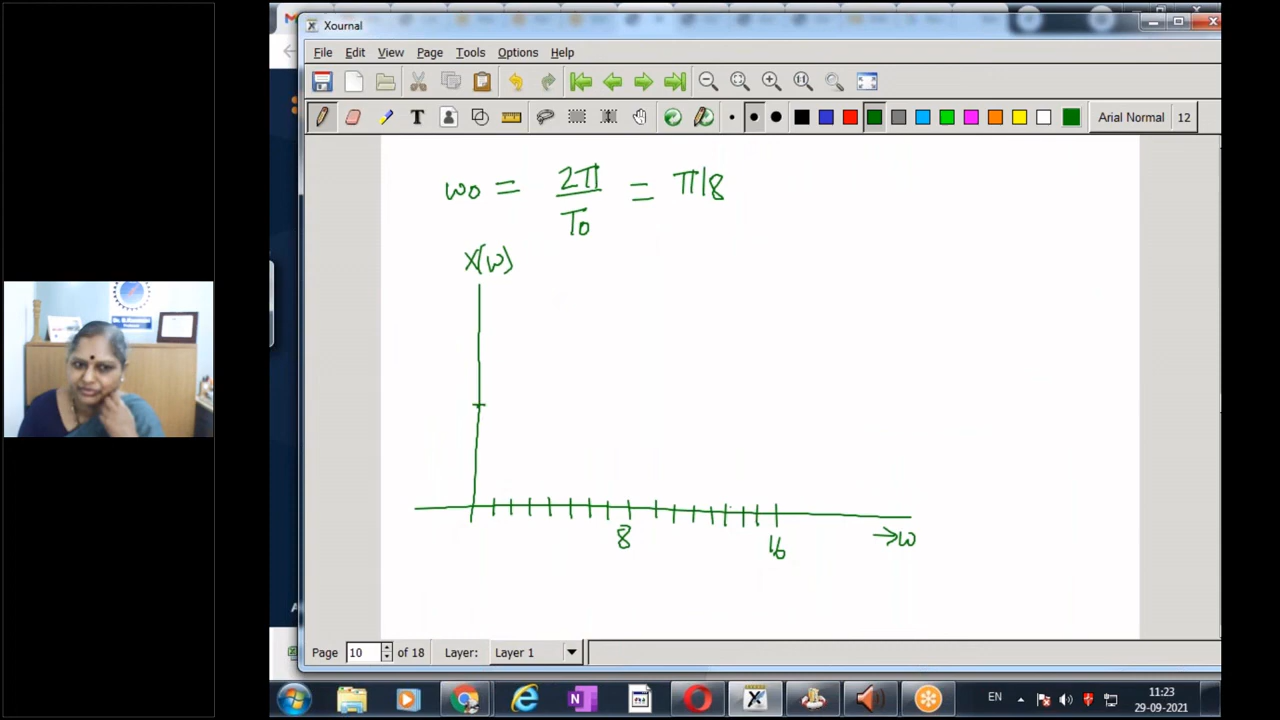 Xournal
File Edit View Page Tools Options Help
T
Arial Normal 12
ω0 = 2π/T0 = π/8
X(ω)
8
16
→ω
Page 10 of 18 Layer: Layer 1
EN
11:23
29-09-2021